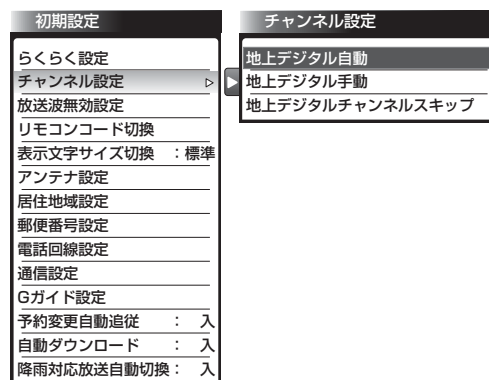 初期設定
らくらく設定
チャンネル設定
放送波無効設定
リモコンコード切換
表示文字サイズ切換 ：標準
アンテナ設定
居住地域設定
郵便番号設定
電話回線設定
通信設定
Gガイド設定
予約変更自動追従 ： 入
自動ダウンロード ： 入
降雨対応放送自動切換： 入
チャンネル設定
地上デジタル自動
地上デジタル手動
地上デジタルチャンネルスキップ